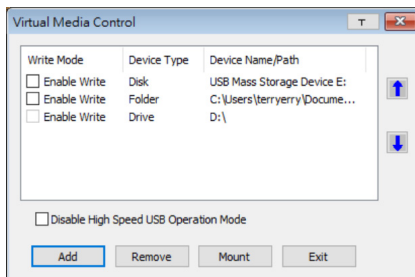 Virtual Media Control
T
Write Mode Device Type Device Name/Path
Enable Write Disk USB Mass Storage Device E:
Enable Write Folder C:\Users\terryerry\Docume...
Enable Write Drive D:\
Disable High Speed USB Operation Mode
Add Remove Mount Exit